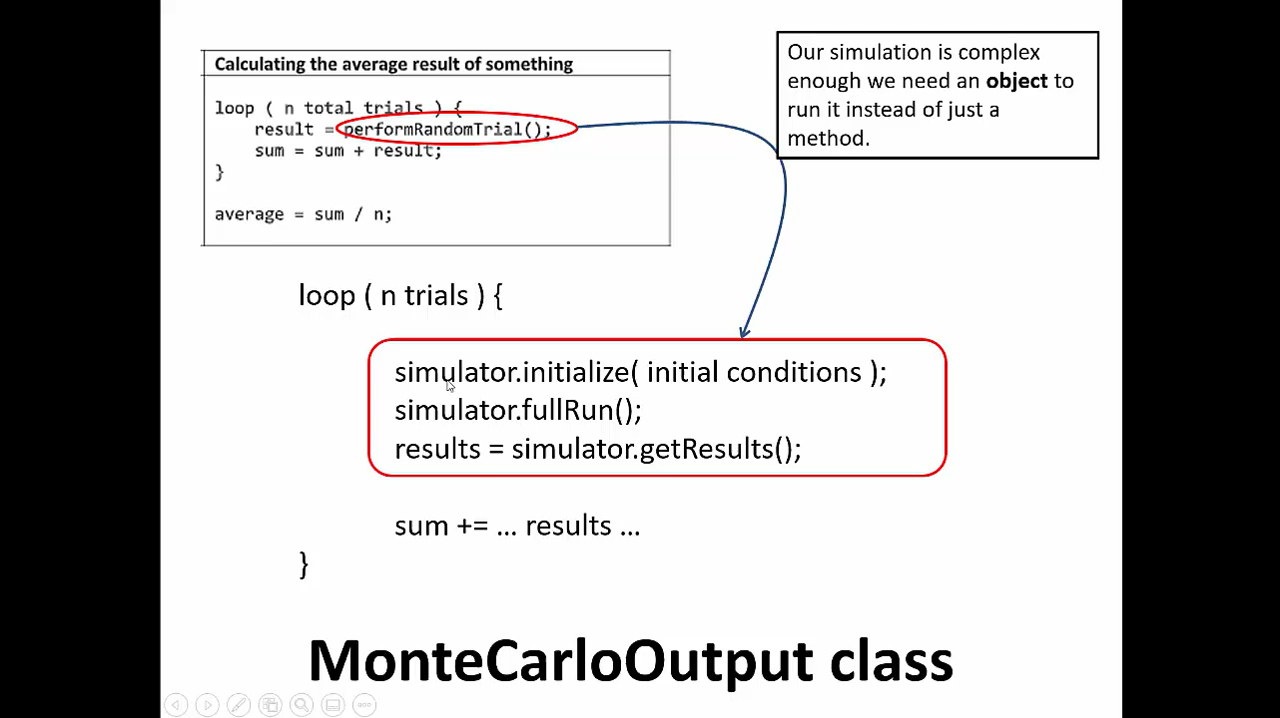 Calculating the average result of something
loop ( n total trials ) {
result = performRandomTrial();
sum = sum + result;
}
average = sum / n;
Our simulation is complex
enough we need an object to
run it instead of just a
method.
loop ( n trials ) {
simulator.initialize( initial conditions );
simulator.fullRun();
results = simulator.getResults();
sum += ... results ...
}
MonteCarloOutput class